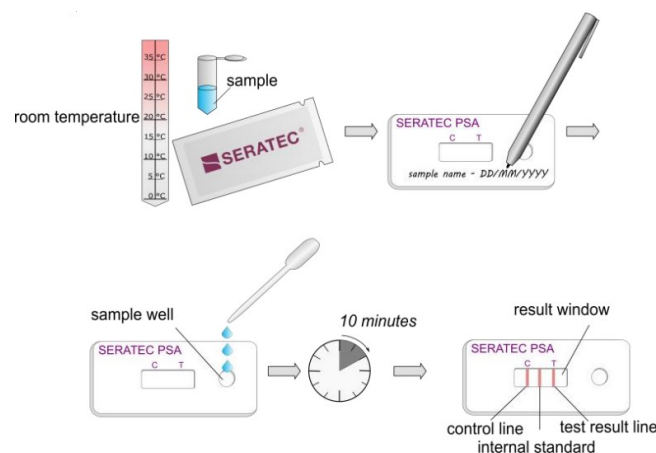 35 °C
30 °C
25 °C
20 °C
15 °C
10 °C
5 °C
0 °C
room temperature
sample
SERATEC®
SERATEC PSA
C T
sample name - DD/MM/YYYY
sample well
SERATEC PSA
C T
10 minutes
result window
SERATEC PSA
C T
control line
test result line
internal standard